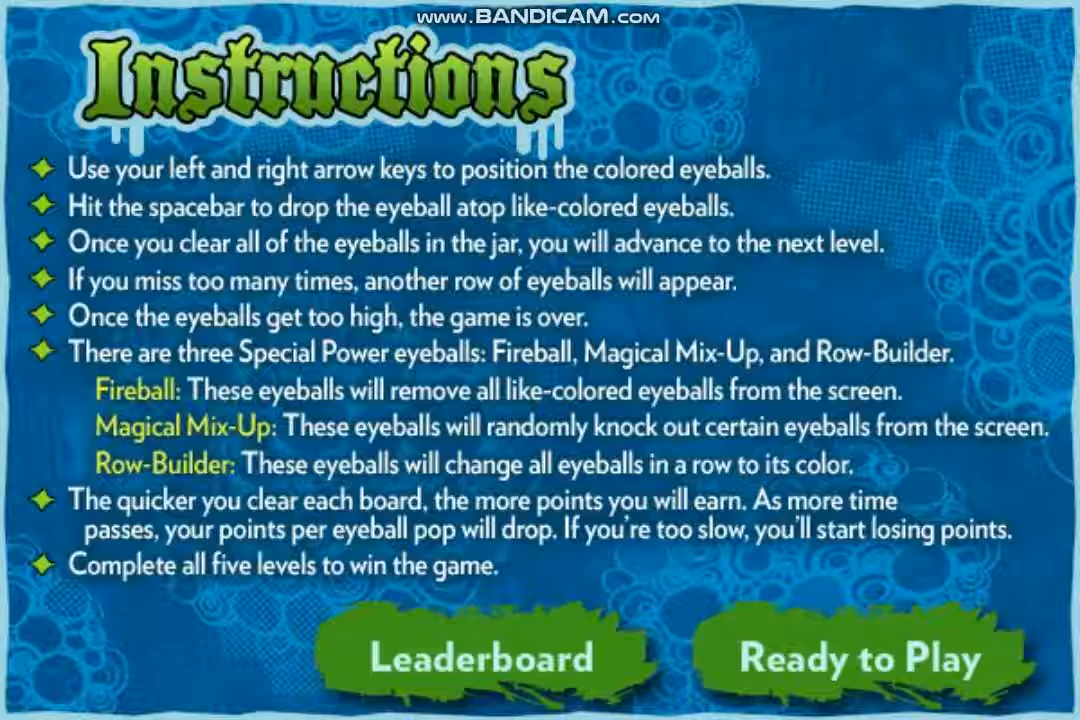 www.BANDICAM.com
Instructions
Use your left and right arrow keys to position the colored eyeballs.
Hit the spacebar to drop the eyeball atop like-colored eyeballs.
Once you clear all of the eyeballs in the jar, you will advance to the next level.
If you miss too many times, another row of eyeballs will appear.
Once the eyeballs get too high, the game is over.
There are three Special Power eyeballs: Fireball, Magical Mix-Up, and Row-Builder.
Fireball: These eyeballs will remove all like-colored eyeballs from the screen.
Magical Mix-Up: These eyeballs will randomly knock out certain eyeballs from the screen.
Row-Builder: These eyeballs will change all eyeballs in a row to its color.
The quicker you clear each board, the more points you will earn. As more time
passes, your points per eyeball pop will drop. If you're too slow, you'll start losing points.
Complete all five levels to win the game.
Leaderboard
Ready to Play